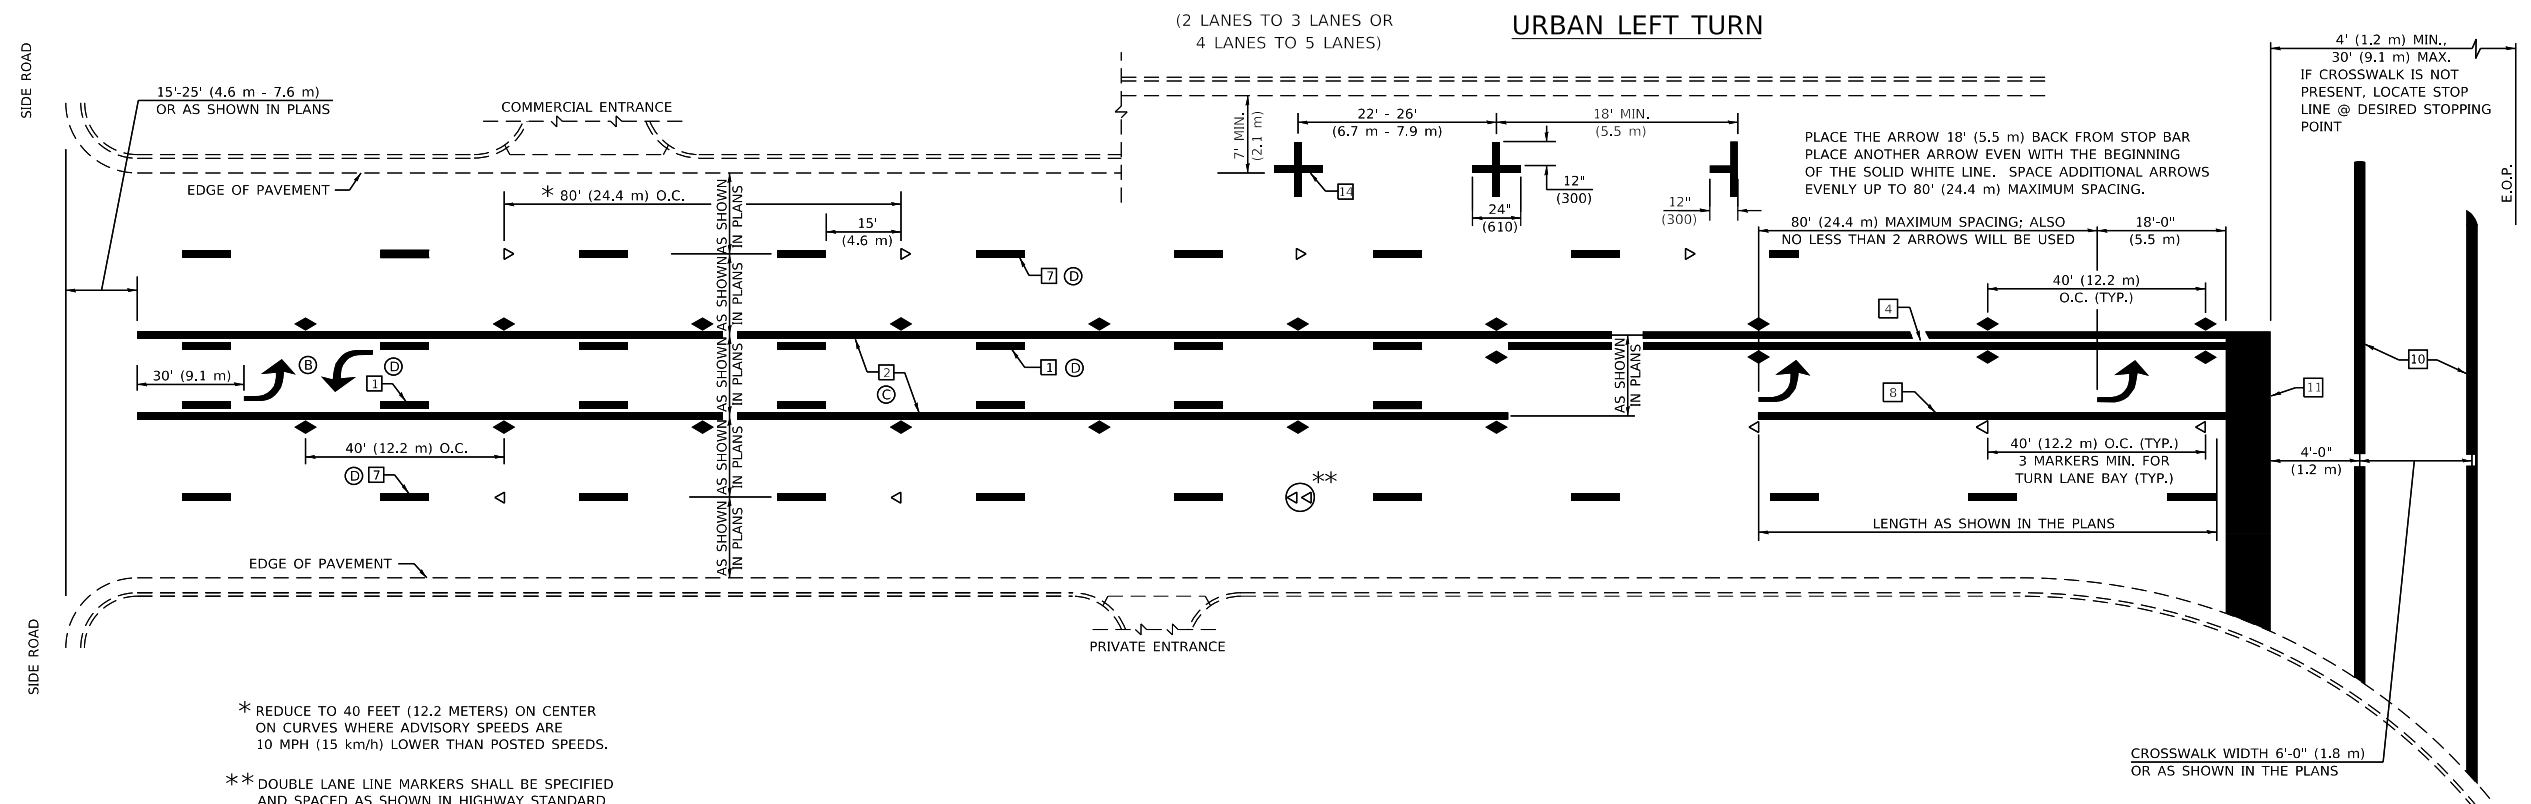 (2 LANES TO 3 LANES OR
4 LANES TO 5 LANES)
URBAN LEFT TURN
SIDE ROAD
15'-25' (4.6 m - 7.6 m)
OR AS SHOWN IN PLANS
COMMERCIAL ENTRANCE
EDGE OF PAVEMENT
* 80' (24.4 m) O.C.
15'
(4.6 m)
AS SHOWN
IN PLANS
7' MIN.
(2.1 m)
22' - 26'
(6.7 m - 7.9 m)
18' MIN.
(5.5 m)
14
24"
(610)
12"
(300)
12"
(300)
4' (1.2 m) MIN.,
30' (9.1 m) MAX.
IF CROSSWALK IS NOT
PRESENT, LOCATE STOP
LINE @ DESIRED STOPPING
POINT
E.O.P.
PLACE THE ARROW 18' (5.5 m) BACK FROM STOP BAR
PLACE ANOTHER ARROW EVEN WITH THE BEGINNING
OF THE SOLID WHITE LINE. SPACE ADDITIONAL ARROWS
EVENLY UP TO 80' (24.4 m) MAXIMUM SPACING.
80' (24.4 m) MAXIMUM SPACING; ALSO
NO LESS THAN 2 ARROWS WILL BE USED
18'-0"
(5.5 m)
7 D
AS SHOWN
IN PLANS
40' (12.2 m)
O.C. (TYP.)
4
30' (9.1 m)
B
D
1
AS SHOWN
IN PLANS
2
C
1 D
AS SHOWN
IN PLANS
8
10
11
40' (12.2 m) O.C.
D 7
AS SHOWN
IN PLANS
**
40' (12.2 m) O.C. (TYP.)
3 MARKERS MIN. FOR
TURN LANE BAY (TYP.)
4'-0"
(1.2 m)
LENGTH AS SHOWN IN THE PLANS
AS SHOWN
IN PLANS
EDGE OF PAVEMENT
SIDE ROAD
PRIVATE ENTRANCE
* REDUCE TO 40 FEET (12.2 METERS) ON CENTER
ON CURVES WHERE ADVISORY SPEEDS ARE
10 MPH (15 km/h) LOWER THAN POSTED SPEEDS.
** DOUBLE LANE LINE MARKERS SHALL BE SPECIFIED
AND SPACED AS SHOWN IN HIGHWAY STANDARD
CROSSWALK WIDTH 6'-0" (1.8 m)
OR AS SHOWN IN THE PLANS